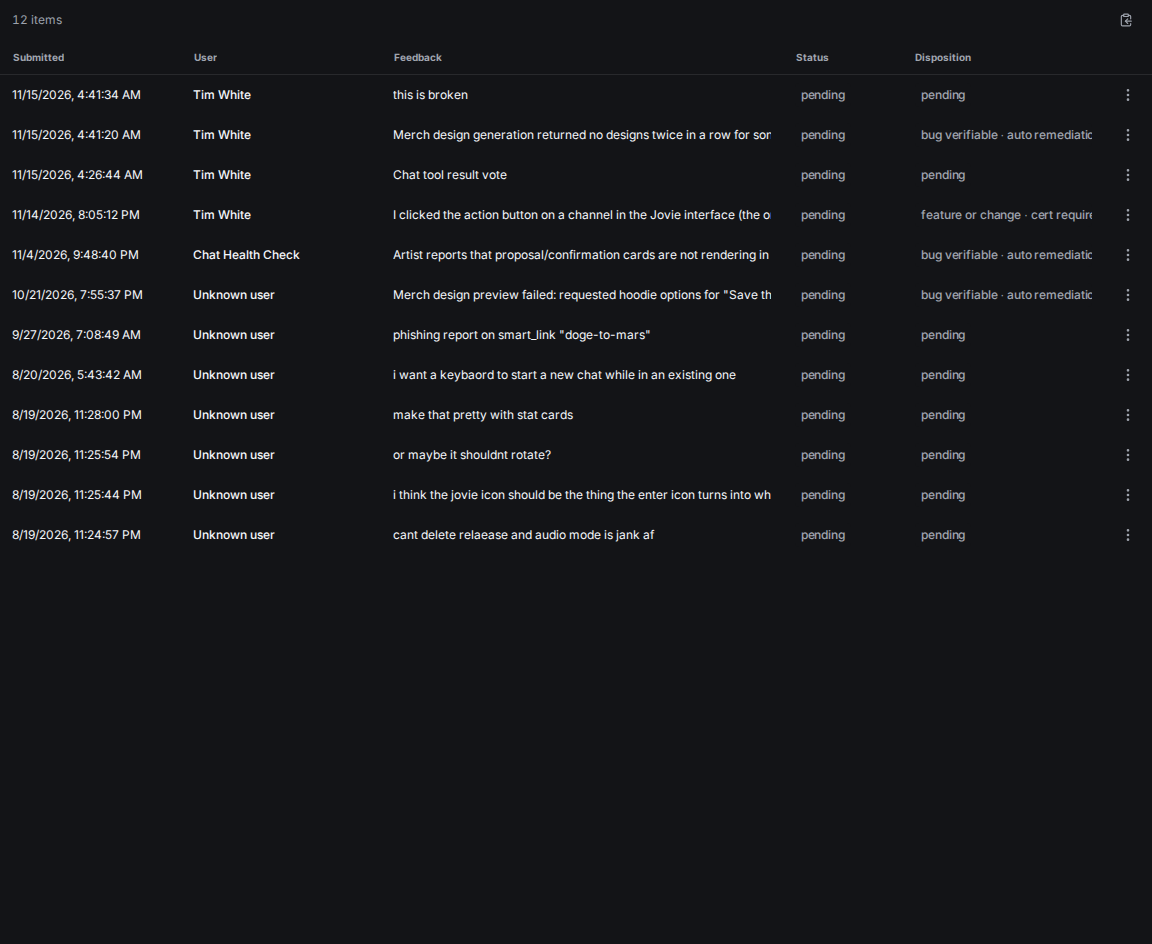 12 items
Submitted User Feedback Status Disposition
11/15/2026, 4:41:34 AM Tim White this is broken pending pending
11/15/2026, 4:41:20 AM Tim White Merch design generation returned no designs twice in a row for pending bug verifiable · auto
11/15/2026, 4:26:44 AM Tim White Chat tool result vote pending pending
11/14/2026, 8:05:12 PM Tim White I clicked the action button on a channel in the Jovie interface (the pending feature or change · cert
11/4/2026, 9:48:40 PM Chat Health Check Artist reports that proposal/confirmation cards are not rendering in pending bug verifiable · auto
10/21/2026, 7:55:37 PM Unknown user Merch design preview failed: requested hoodie options for "Save pending bug verifiable · auto
9/27/2026, 7:08:49 AM Unknown user phishing report on smart_link "doge-to-mars" pending pending
8/20/2026, 5:43:42 AM Unknown user i want a keybaord to start a new chat while in an existing one pending pending
8/19/2026, 11:28:00 PM Unknown user make that pretty with stat cards pending pending
8/19/2026, 11:25:54 PM Unknown user or maybe it shouldnt rotate? pending pending
8/19/2026, 11:25:44 PM Unknown user i think the jovie icon should be the thing the enter icon turns into pending pending
8/19/2026, 11:24:57 PM Unknown user cant delete relaease and audio mode is jank af pending pending